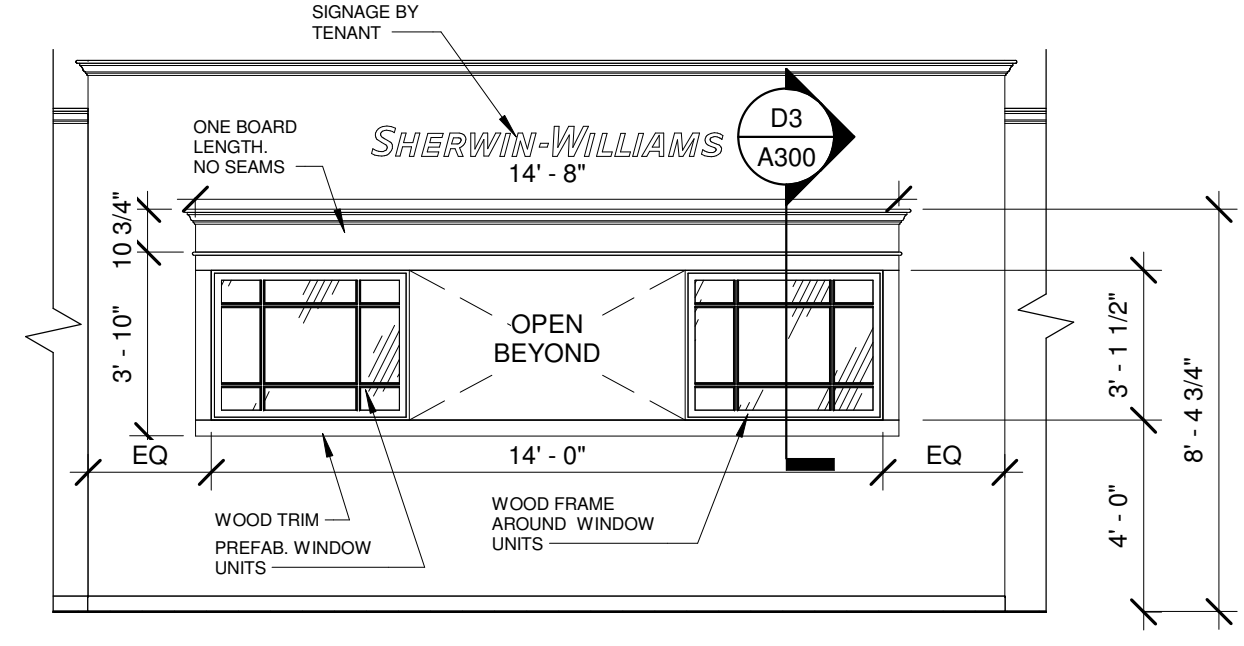 SIGNAGE BY
TENANT
ONE BOARD
LENGTH.
NO SEAMS
SHERWIN-WILLIAMS
D3
A300
14' - 8"
10 3/4"
3' - 10"
OPEN
BEYOND
3' - 1 1/2"
8' - 4 3/4"
4' - 0"
EQ
14' - 0"
EQ
WOOD TRIM
PREFAB. WINDOW
UNITS
WOOD FRAME
AROUND WINDOW
UNITS